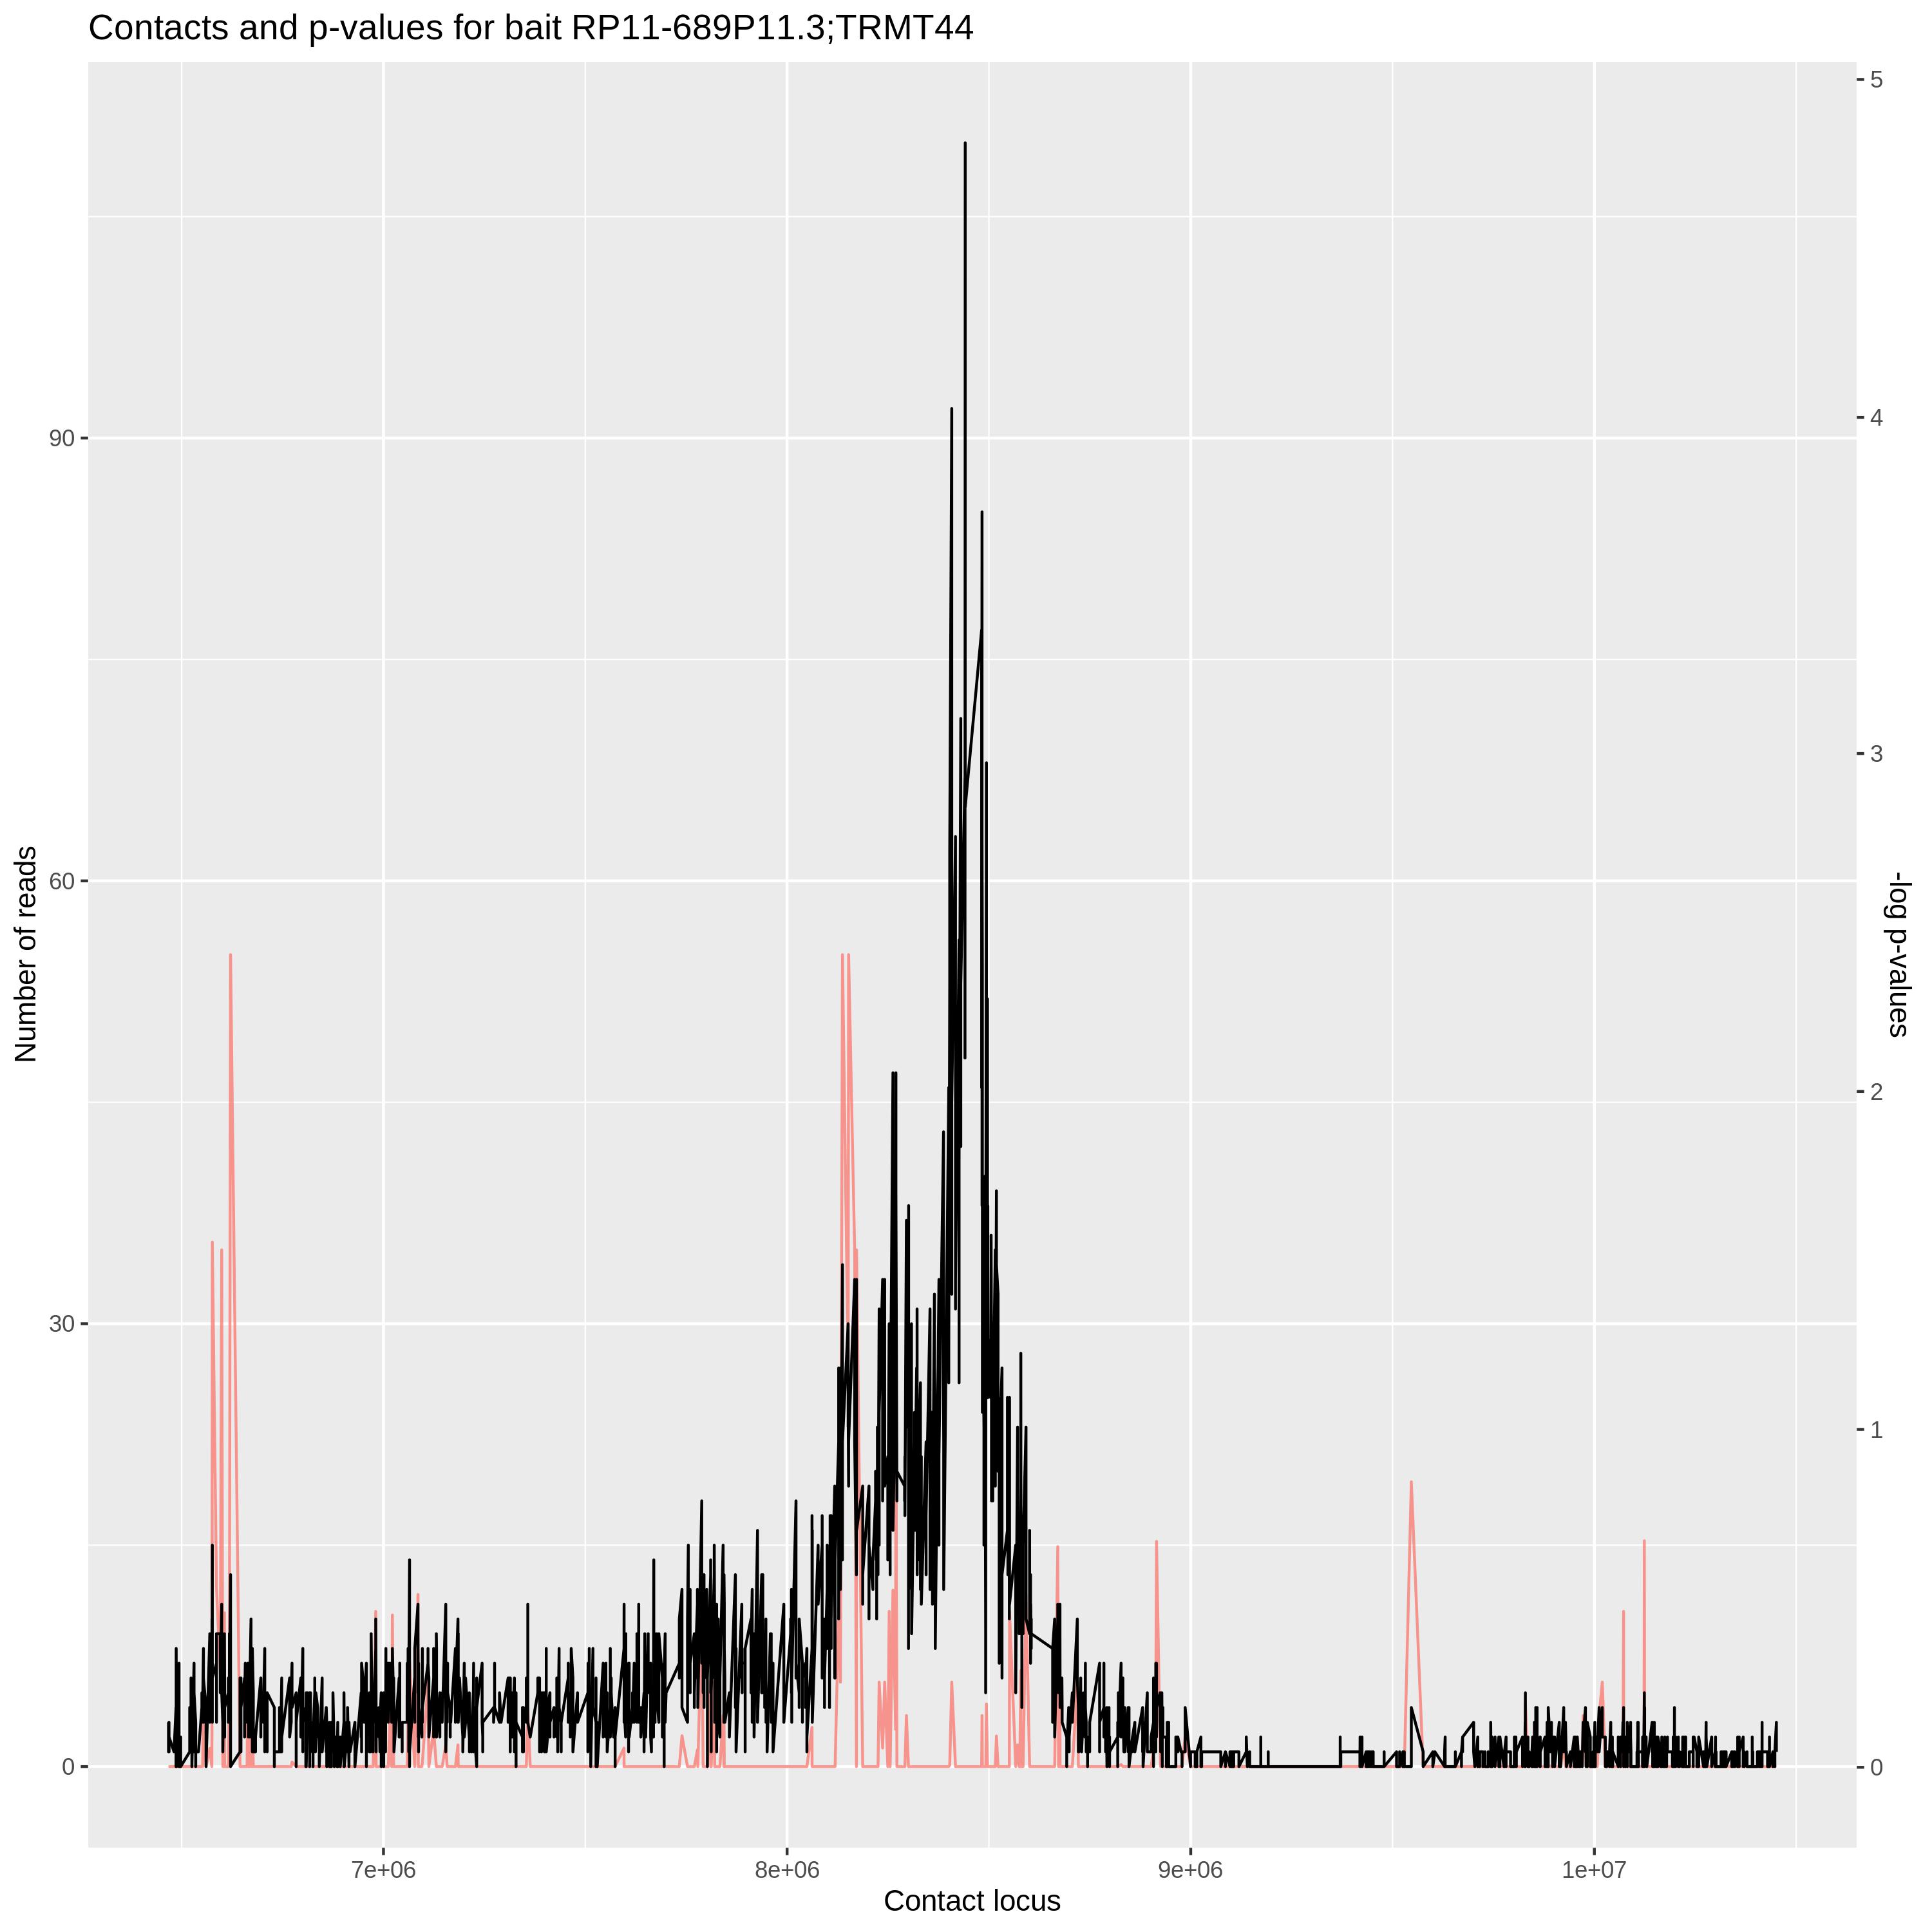 Contacts and p-values for bait RP11-689P11.3;TRMT44
Number of reads
90
60
30
0
5
4
3
2
1
0
-log p-values
7e+06
8e+06
9e+06
1e+07
Contact locus